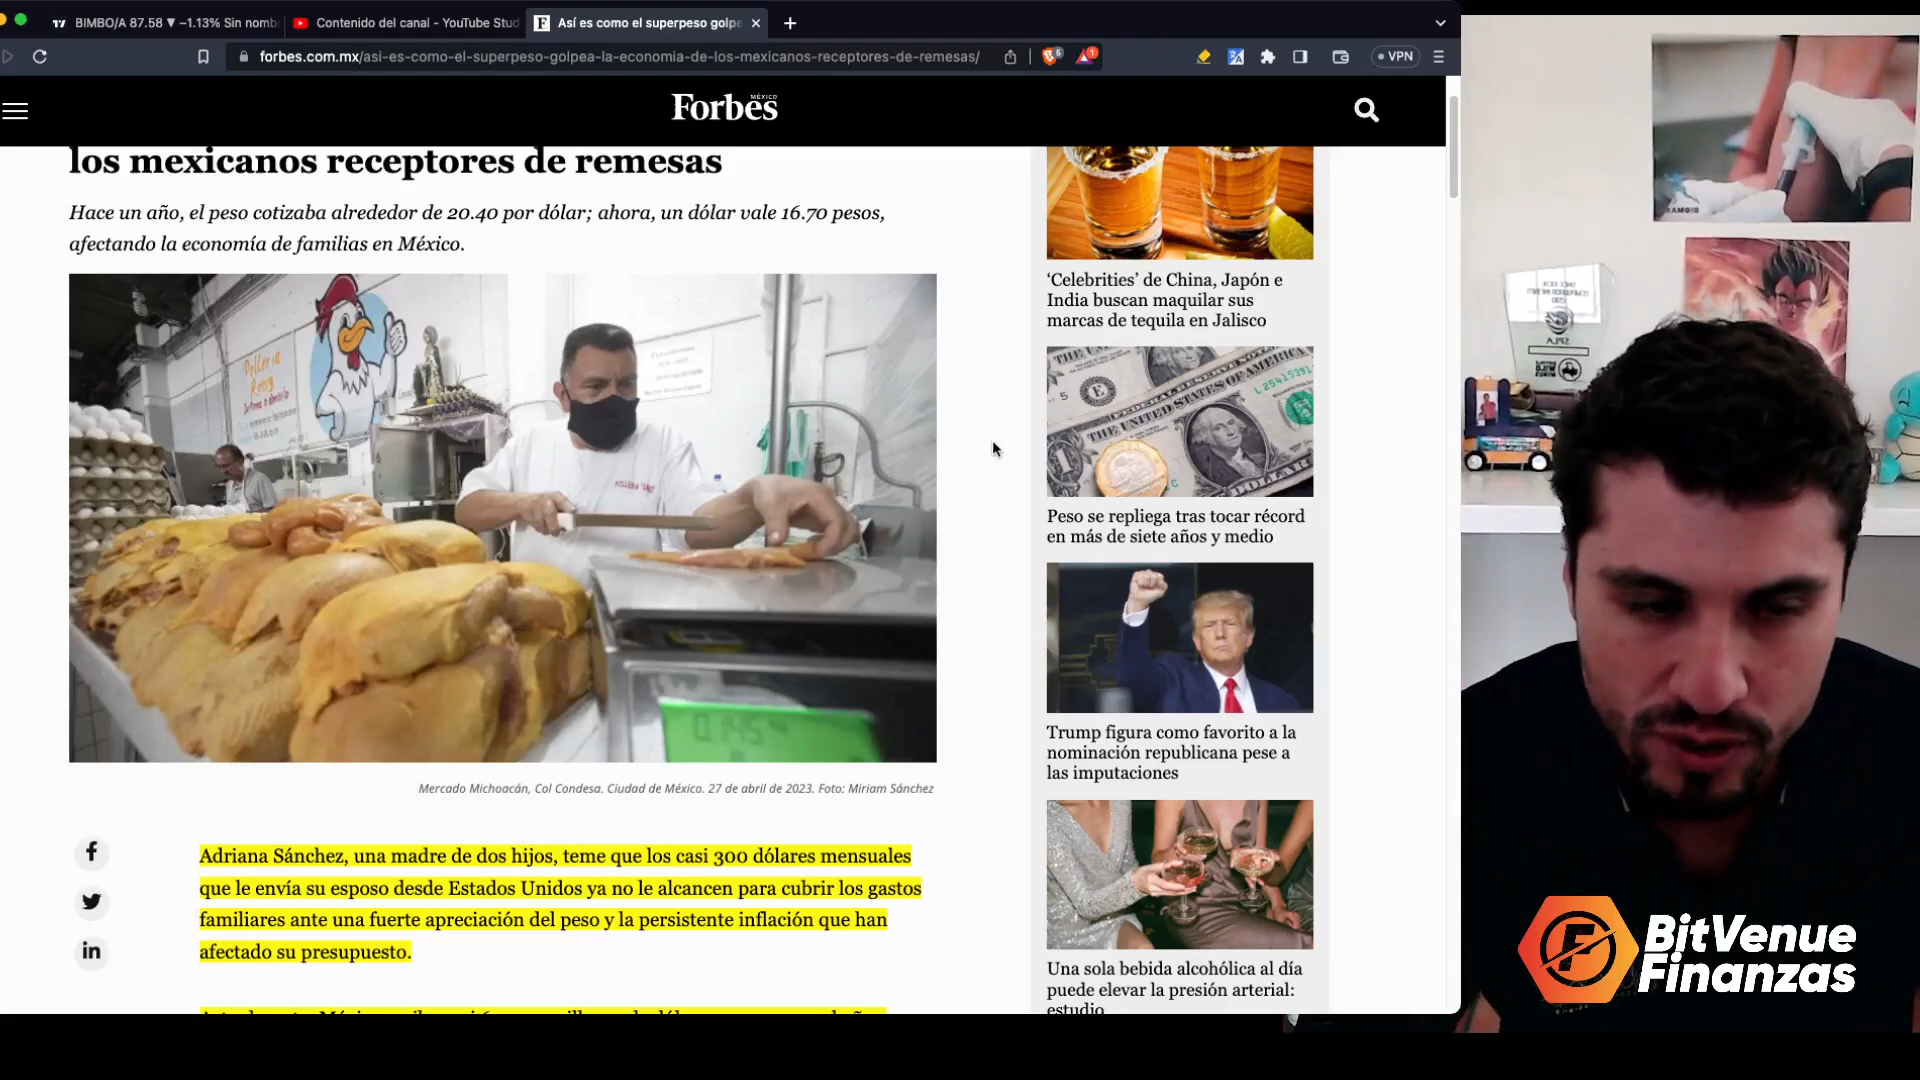 BIMBO/A 87.58 ▼ −1.13% Sin nomb
Contenido del canal - YouTube Stud
Así es como el superpeso golpe
forbes.com.mx/asi-es-como-el-superpeso-golpea-la-economia-de-los-mexicanos-receptores-de-remesas/
VPN
Forbes
MÉXICO
los mexicanos receptores de remesas
Hace un año, el peso cotizaba alrededor de 20.40 por dólar; ahora, un dólar vale 16.70 pesos,
afectando la economía de familias en México.
Mercado Michoacán, Col Condesa. Ciudad de México. 27 de abril de 2023. Foto: Miriam Sánchez
Adriana Sánchez, una madre de dos hijos, teme que los casi 300 dólares mensuales
que le envía su esposo desde Estados Unidos ya no le alcancen para cubrir los gastos
familiares ante una fuerte apreciación del peso y la persistente inflación que han
afectado su presupuesto.
‘Celebrities’ de China, Japón e
India buscan maquilar sus
marcas de tequila en Jalisco
THE UNITED STATES OF AMERICA
Peso se repliega tras tocar récord
en más de siete años y medio
Trump figura como favorito a la
nominación republicana pese a
las imputaciones
Una sola bebida alcohólica al día
puede elevar la presión arterial:
estudio
BitVenue
Finanzas